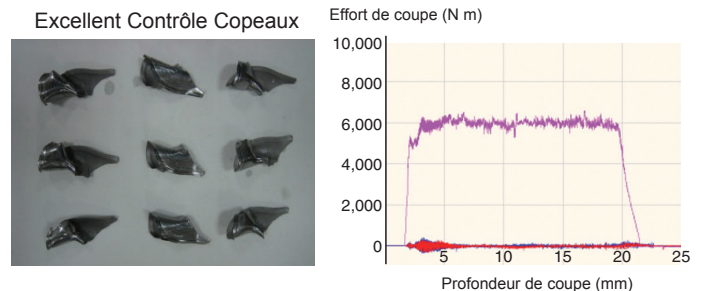 Excellent Contrôle Copeaux
Effort de coupe (N m)
10,000
8,000
6,000
4,000
2,000
0
5 10 15 20 25
Profondeur de coupe (mm)